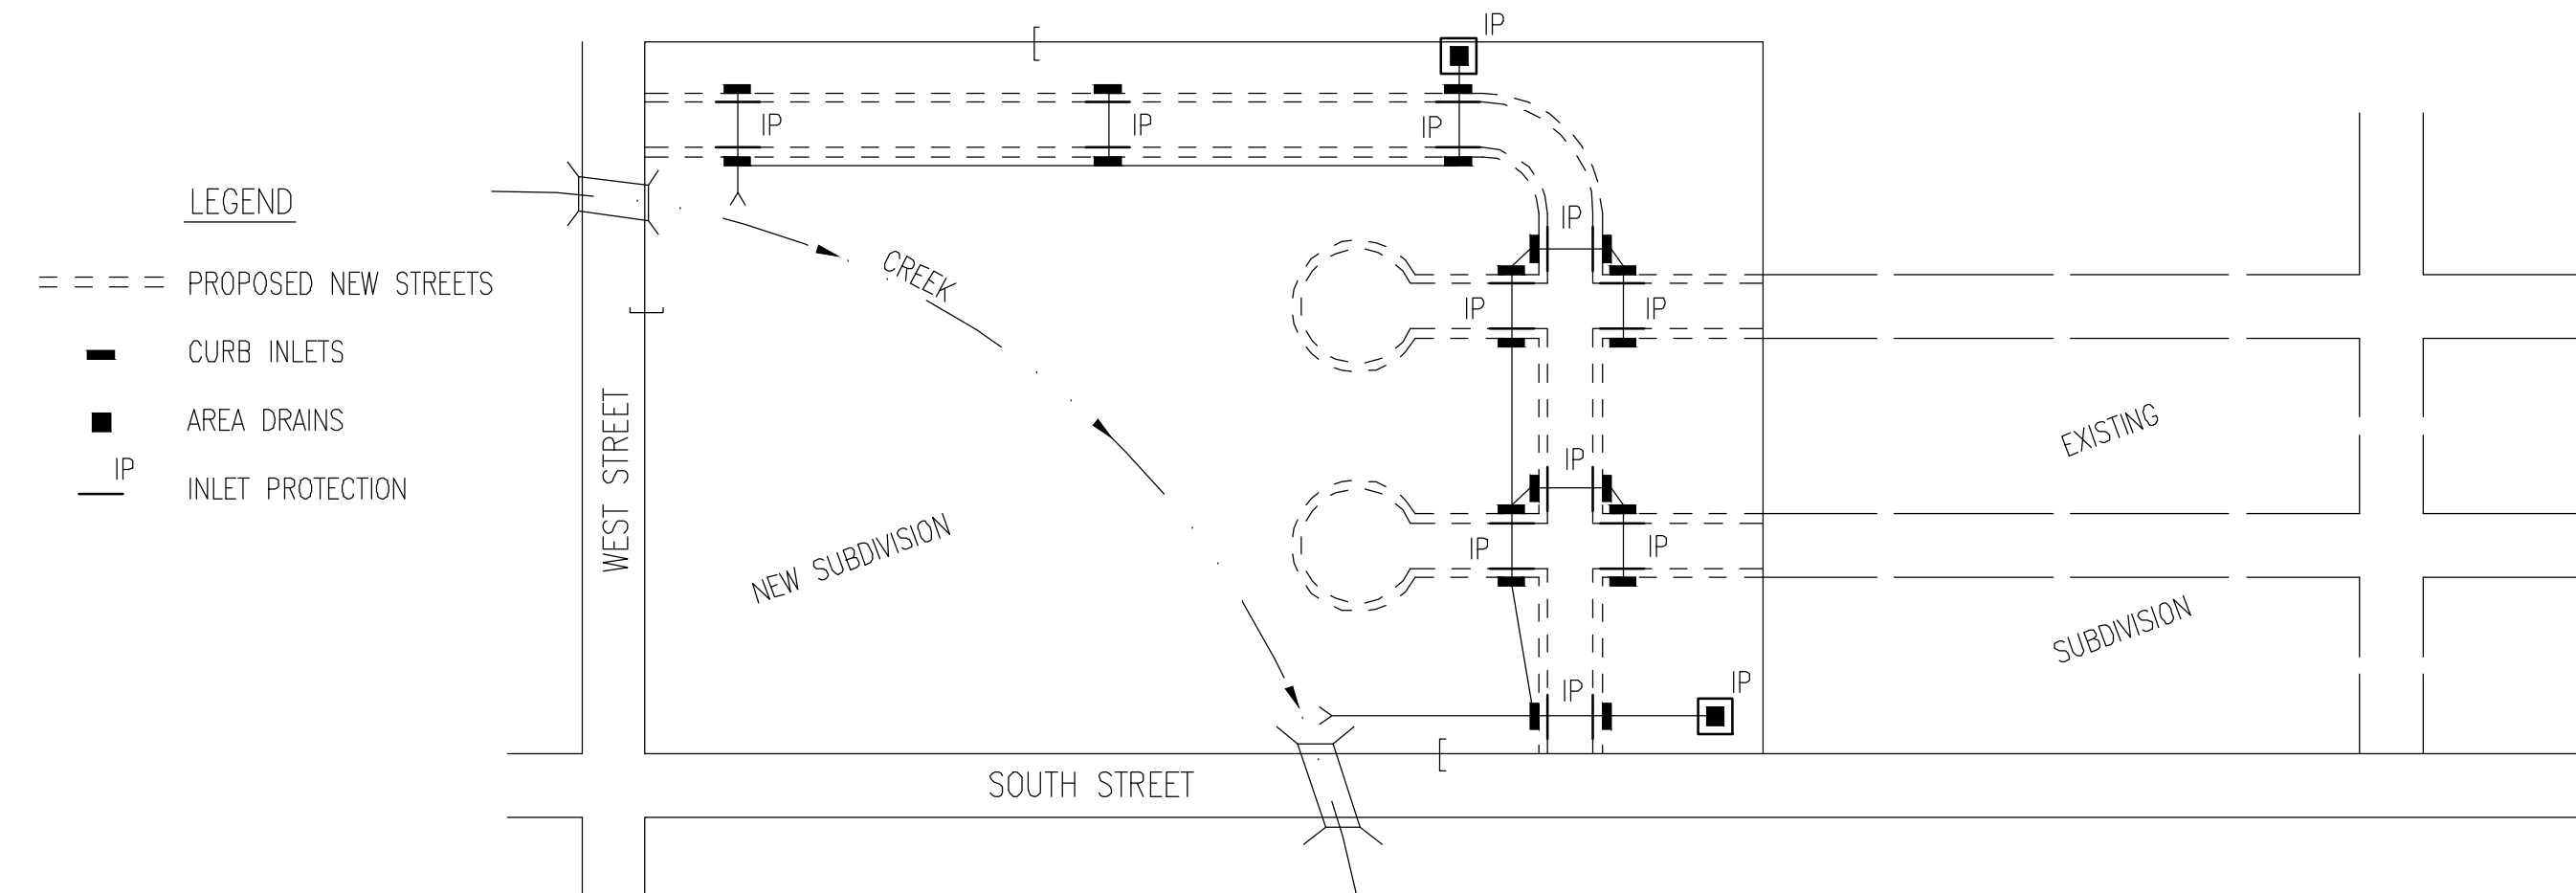 IP
IP
IP
IP
LEGEND
IP
CREEK
PROPOSED NEW STREETS
IP
IP
CURB INLETS
AREA DRAINS
EXISTING
IP
IP
INLET PROTECTION
WEST STREET
NEW SUBDIVISION
IP
IP
IP
SUBDIVISION
IP
IP
SOUTH STREET